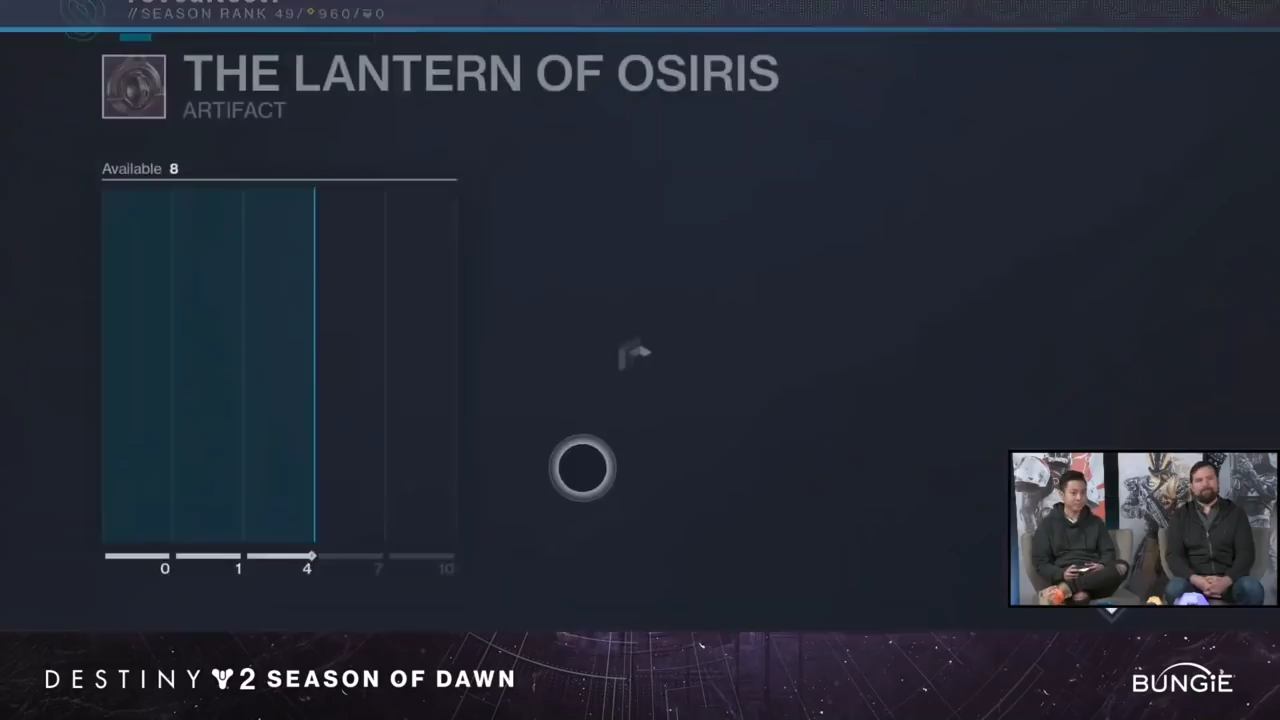 //SEASON RANK 49/ 960/ 0
THE LANTERN OF OSIRIS
ARTIFACT
Available 8
0 1 4 7 10
DESTINY 2 SEASON OF DAWN
BUNGiE